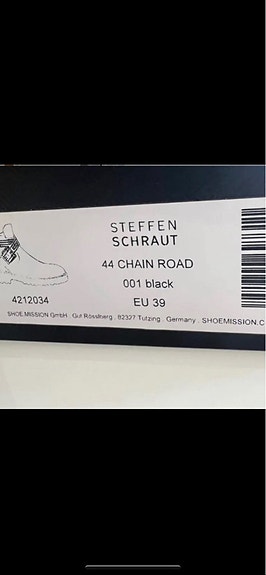 STEFFEN
SCHRAUT
44 CHAIN ROAD
001 black
4212034
EU 39
SHOE.MISSION GmbH . Gut Rösslberg . 82327 Tutzing . Germany . SHOEMISSION.C